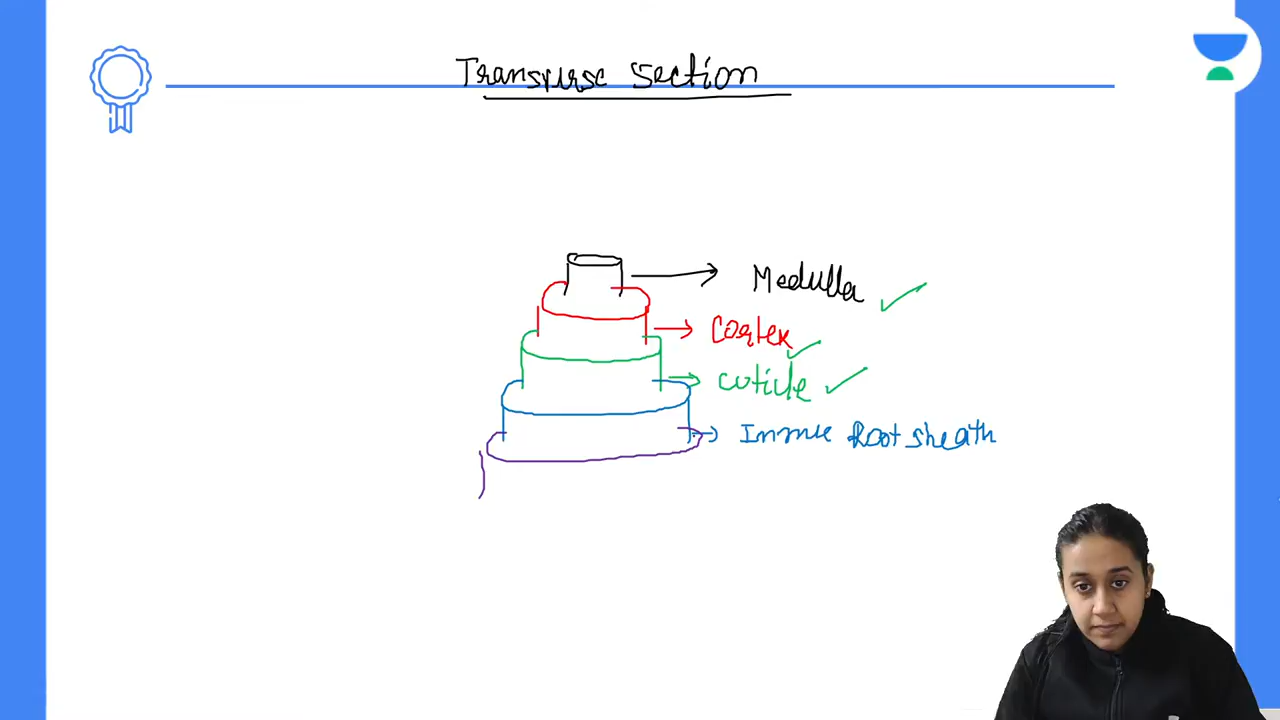 Transverse Section
Medulla
Cortex
cuticle
Inner Root sheath